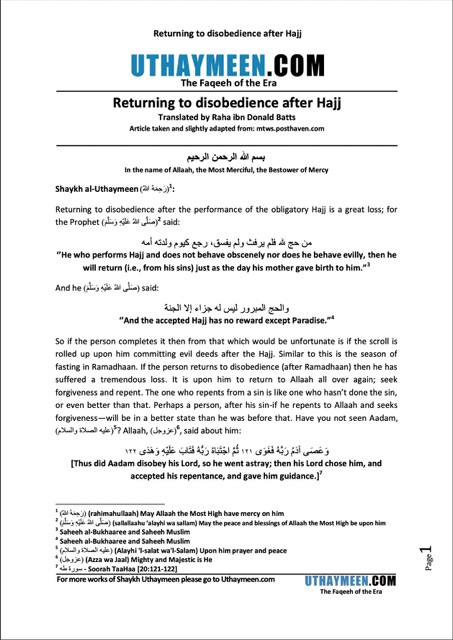 Returning to disobedience after Hajj
UTHAYMEEN.COM
The Faqeeh of the Era
Returning to disobedience after Hajj
Translated by Raha ibn Donald Batts
Article taken and slightly adapted from: mtws.posthaven.com
بسم الله الرحمن الرحيم
In the name of Allaah, the Most Merciful, the Bestower of Mercy
Shaykh al-Uthaymeen (رَحِمَهُ اللهُ)1:
Returning to disobedience after the performance of the obligatory Hajj is a great loss; for
the Prophet (صَلَّى اللهُ عَلَيْهِ وَسَلَّمَ)2 said:
من حج لله فلم يرفث ولم يفسق، رجع كيوم ولدته أمه
“He who performs Hajj and does not behave obscenely nor does he behave evilly, then he
will return (i.e., from his sins) just as the day his mother gave birth to him.”3
And he (صَلَّى اللهُ عَلَيْهِ وَسَلَّمَ) said:
والحج المبرور ليس له جزاء إلا الجنة
“And the accepted Hajj has no reward except Paradise.”4
So if the person completes it then from that which would be unfortunate is if the scroll is
rolled up upon him committing evil deeds after the Hajj. Similar to this is the season of
fasting in Ramadhaan. If the person returns to disobedience (after Ramadhaan) then he has
suffered a tremendous loss. It is upon him to return to Allaah all over again; seek
forgiveness and repent. The one who repents from a sin is like one who hasn’t done the sin,
or even better than that. Perhaps a person, after his sin-if he repents to Allaah and seeks
forgiveness—will be in a better state than he was before that. Have you not seen Aadam,
(عليه الصلاة والسلام)5? Allaah, (عزوجل)6, said about him:
وَعَصَى آدَمُ رَبَّهُ فَغَوَى ١٢١ ثُمَّ اجْتَبَاهُ رَبُّهُ فَتَابَ عَلَيْهِ وَهَدَى ١٢٢
[Thus did Aadam disobey his Lord, so he went astray; then his Lord chose him, and
accepted his repentance, and gave him guidance.]7
1 (رَحِمَهُ اللهُ) (rahimahullaah) May Allaah the Most High have mercy on him
2 (صَلَّى اللهُ عَلَيْهِ وَسَلَّمَ) (sallallaahu ‘alayhi wa sallam) May the peace and blessings of Allaah the Most High be upon him
3 Saheeh al-Bukhaaree and Saheeh Muslim
4 Saheeh al-Bukhaaree and Saheeh Muslim
5 (عليه الصلاة والسلام) (Alayhi 'l-salat wa'l-Salam) Upon him prayer and peace
6 (عزوجل) (Azza wa Jaal) Mighty and Majestic is He
7 سورة طه - Soorah TaaHaa [20:121-122]
For more works of Shaykh Uthaymeen please go to Uthaymeen.com
UTHAYMEEN.COM
The Faqeeh of the Era
Page1